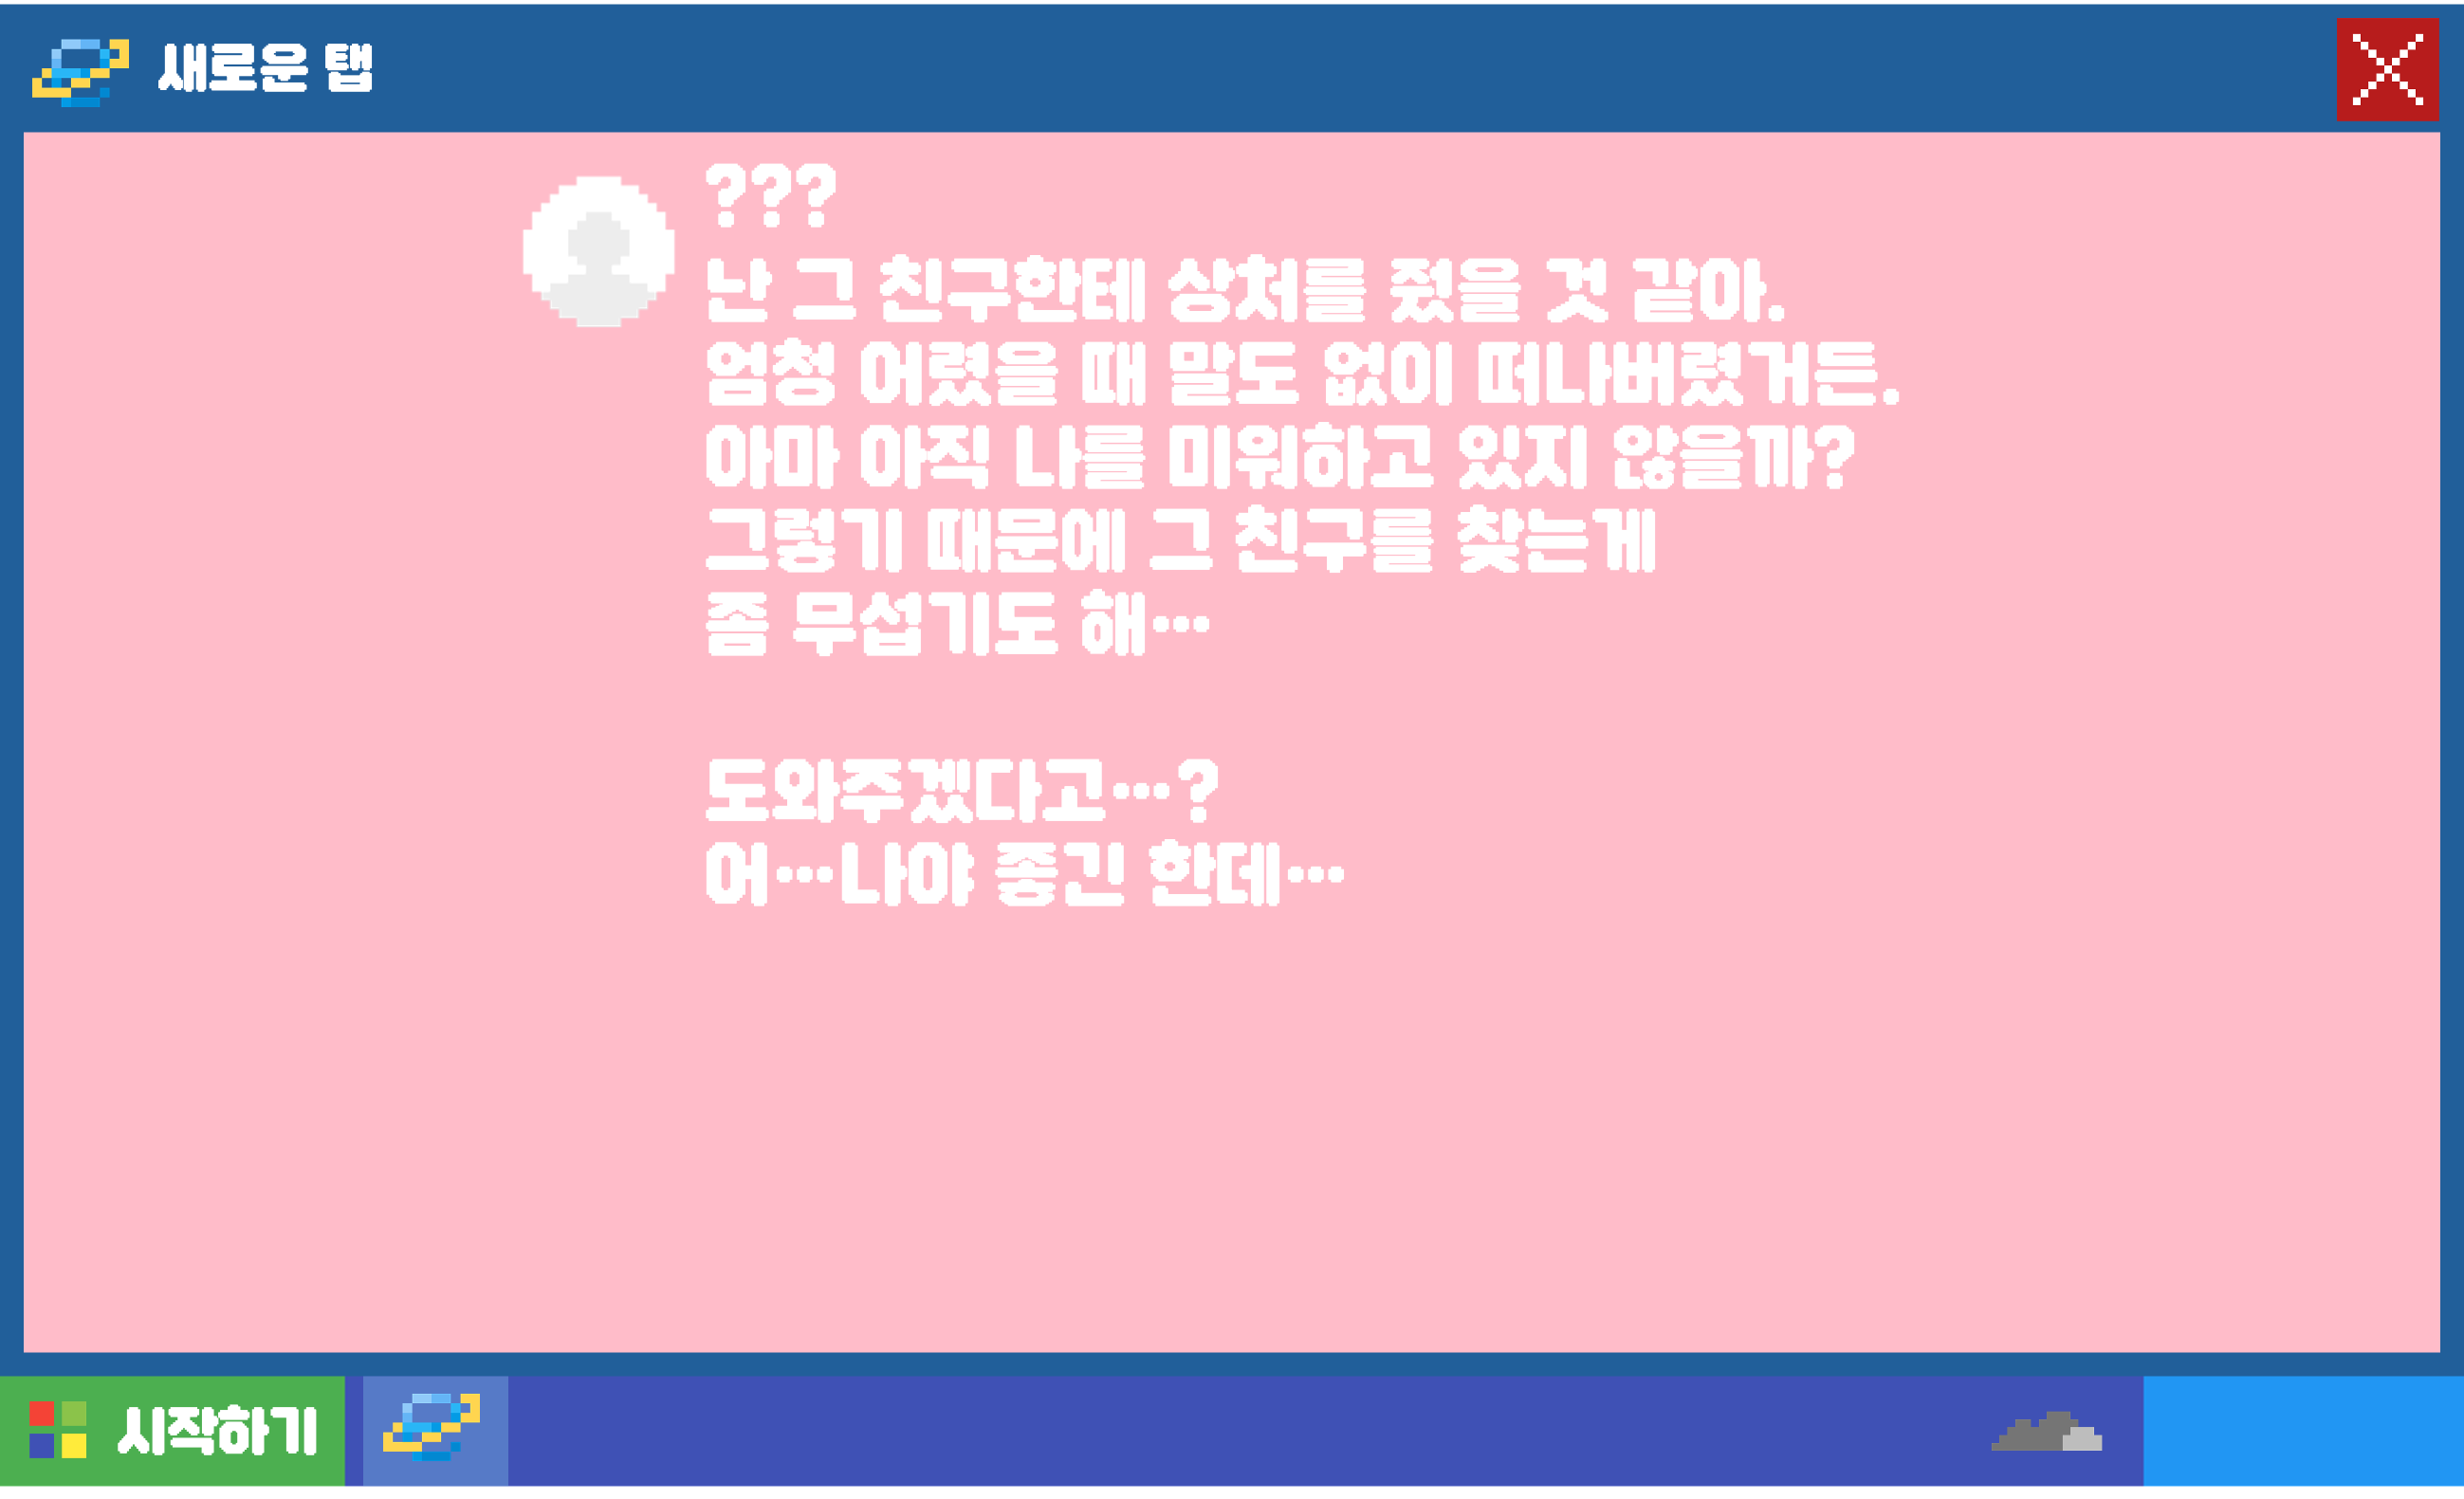 새로운 탭
???
난 그 친구한테 상처를 줬을 것 같아.
엄청 어렸을 때 말도 없이 떠나버렸거든.
아마 아직 나를 미워하고 있지 않을까?
그렇기 때문에 그 친구를 찾는게
좀 무섭기도 해…
도와주겠다고…?
어…나야 좋긴 한데…
시작하기